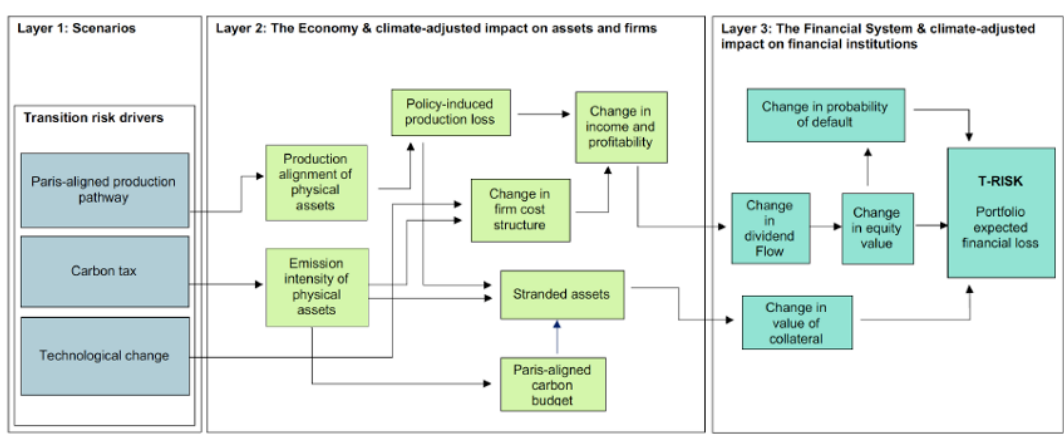 Layer 1: Scenarios
Transition risk drivers
Paris-aligned production
pathway
Carbon tax
Technological change
Layer 2: The Economy & climate-adjusted impact on assets and firms
Policy-induced
production loss
Change in
income and
profitability
Production
alignment of
physical
assets
Change in
firm cost
structure
Emission
intensity of
physical
assets
Stranded assets
Paris-aligned
carbon
budget
Layer 3: The Financial System & climate-adjusted
impact on financial institutions
Change in probability
of default
T-RISK
Portfolio
expected
financial loss
Change
in
dividend
Flow
Change
in equity
value
Change in
value of
collateral